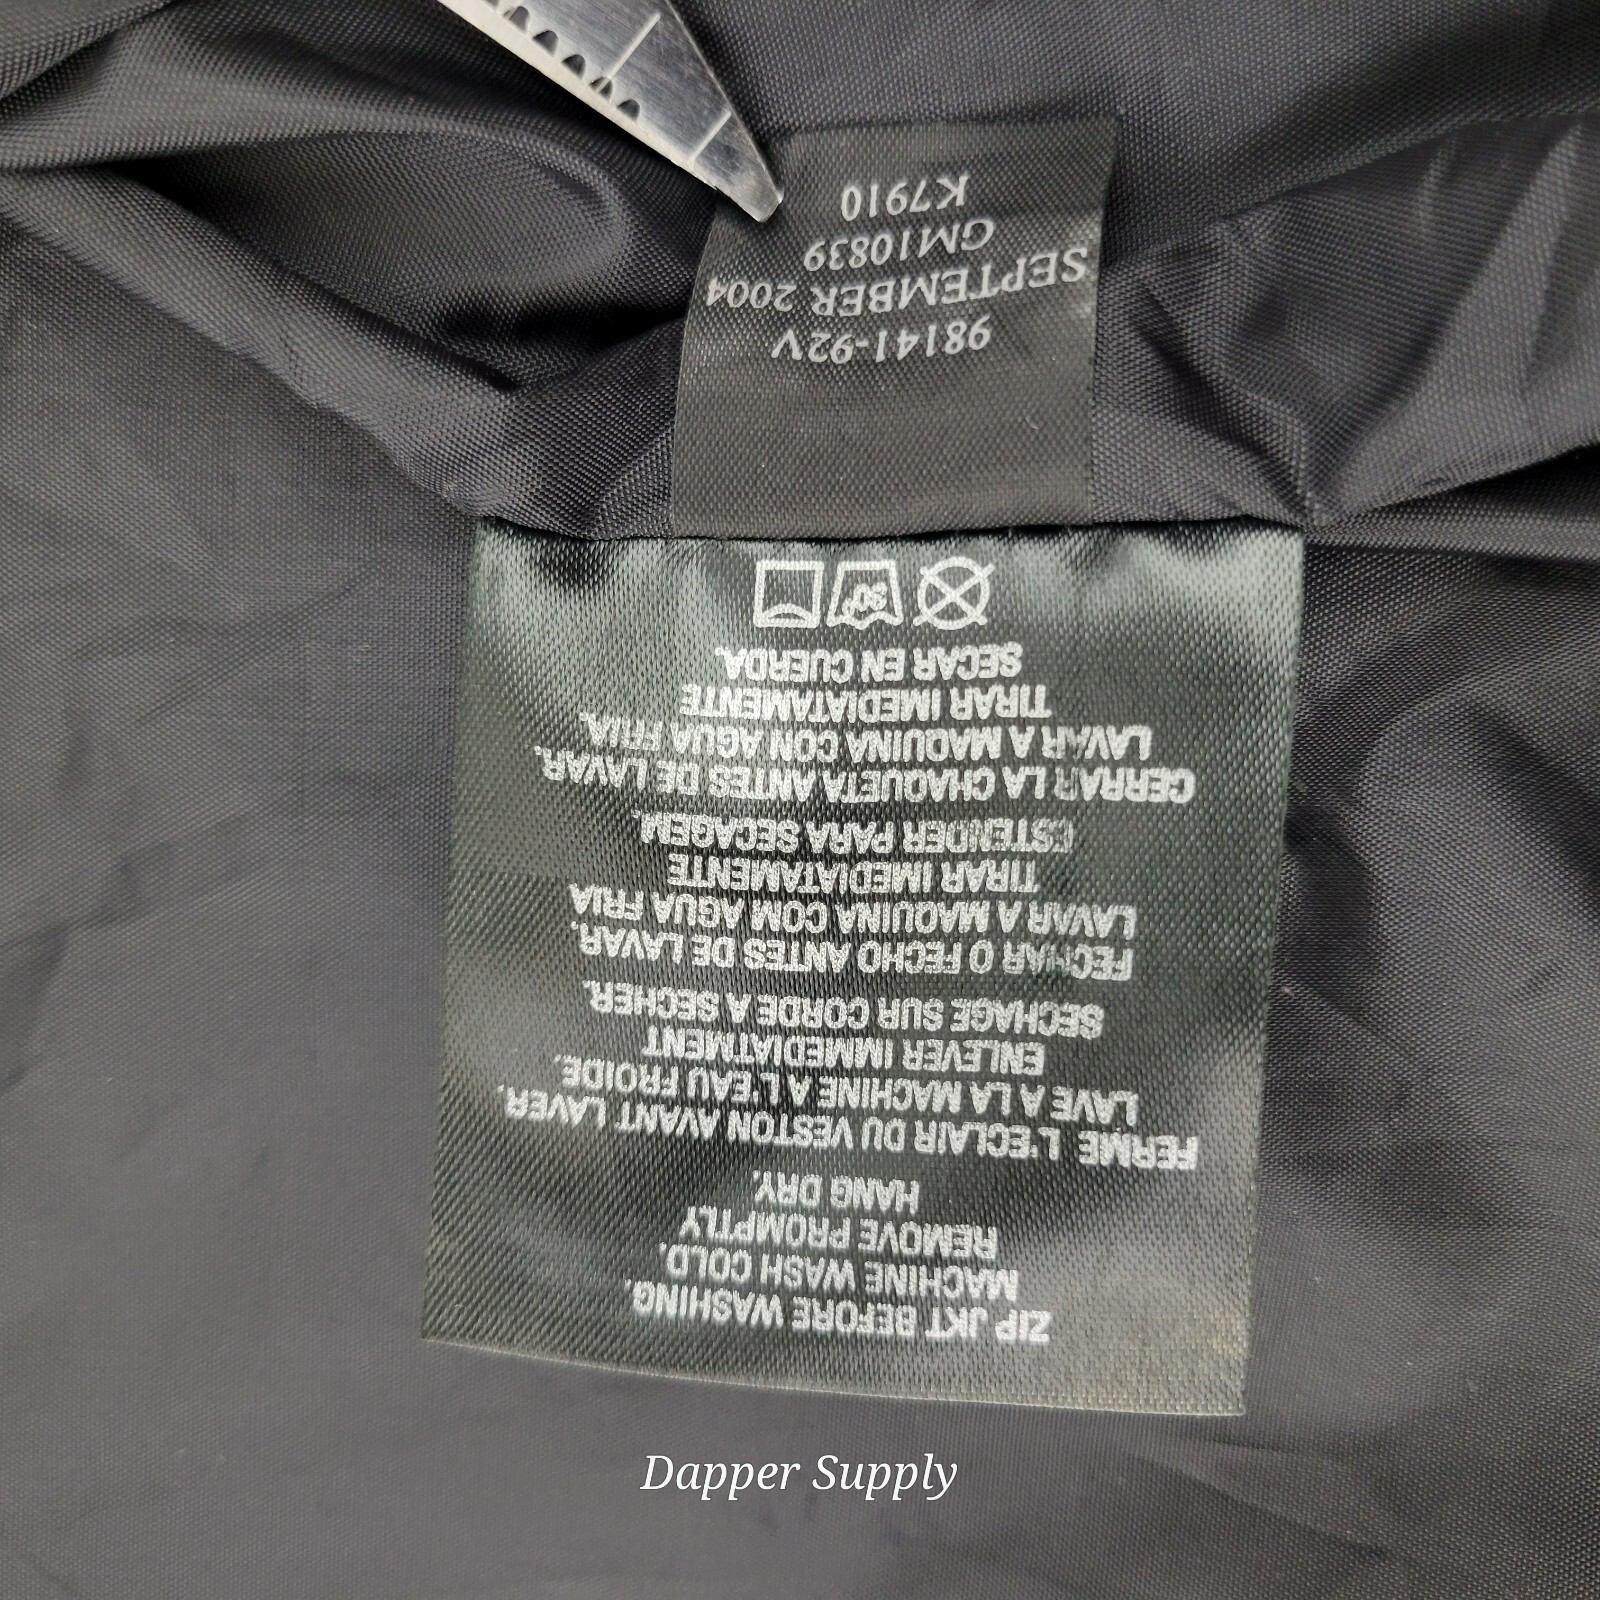 98141-92V
SEPTEMBER 2004
GM10839
K7910
ZIP JKT BEFORE WASHING.
MACHINE WASH COLD.
REMOVE PROMPTLY
HANG DRY.
FERME L'ECLAIR DU VESTON AVANT LAVER.
LAVE A LA MACHINE A L'EAU FROIDE.
ENLEVER IMMEDIATMENT
SECHAGE SUR CORDE A SECHER.
FECHAR O FECHO ANTES DE LAVAR.
LAVAR A MAQUINA COM AGUA FRIA
TIRAR IMEDIATAMENTE
ESTENDER PARA SECAGEM.
CERRAR LA CHAQUETA ANTES DE LAVAR.
LAVAR A MAQUINA CON AGUA FRIA.
TIRAR IMEDIATAMENTE
SECAR EN CUERDA.
Dapper Supply